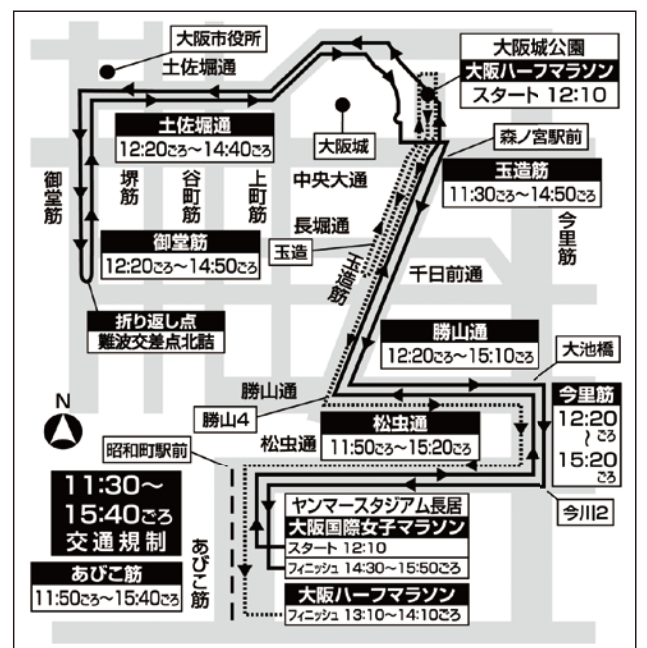 大阪市役所
土佐堀通
大阪城公園
大阪ハーフマラソン
スタート 12:10
土佐堀通
12:20ごろ～14:40ごろ
大阪城
森ノ宮駅前
御堂筋
堺筋
谷町筋
上町筋
中央大通
玉造筋
11:30ごろ～14:50ごろ
長堀通
玉造
玉造筋
今里筋
御堂筋
12:20ごろ～14:50ごろ
千日前通
折り返し点
難波交差点北詰
勝山通
12:20ごろ～15:10ごろ
大池橋
勝山通
勝山4
今里筋
12:20
～ごろ
15:20
ごろ
N
松虫通
松虫通
11:50ごろ～15:20ごろ
昭和町駅前
11:30～
15:40ごろ
交通規制
あびこ筋
ヤンマースタジアム長居
大阪国際女子マラソン
スタート 12:10
フィニッシュ 14:30～15:50ごろ
今川2
あびこ筋
11:50ごろ～15:40ごろ
大阪ハーフマラソン
フィニッシュ 13:10～14:10ごろ